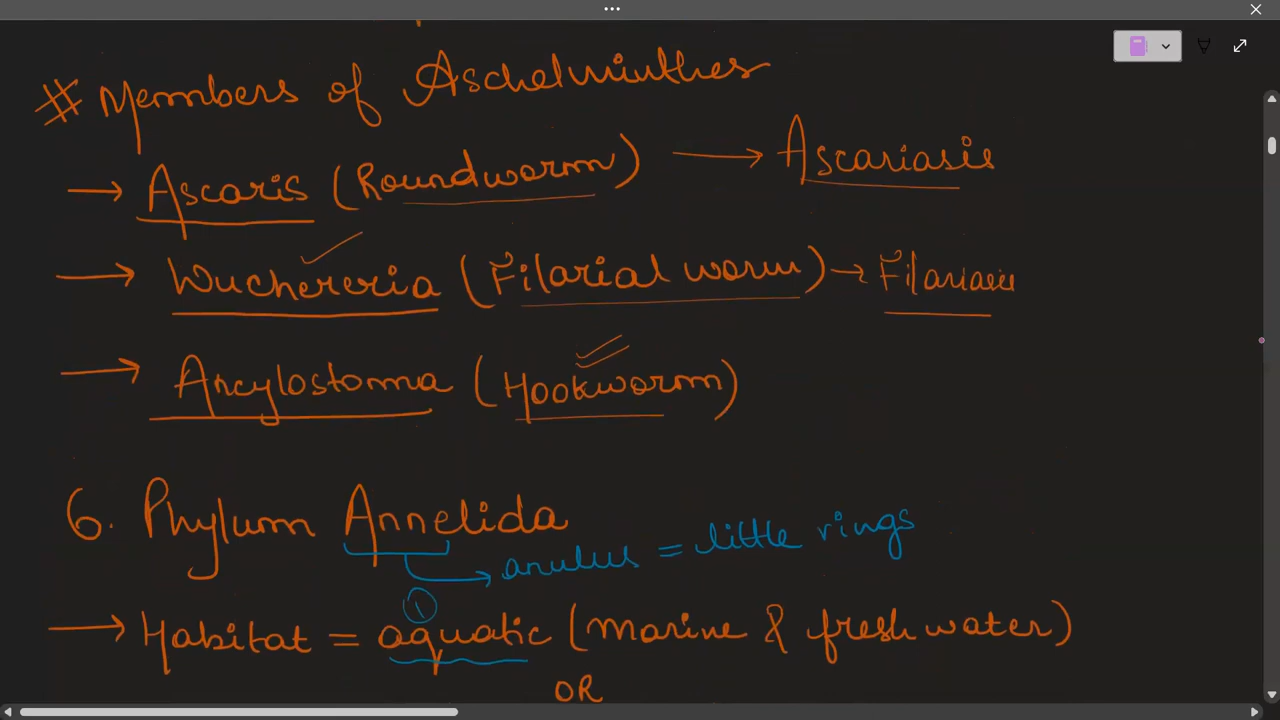 # Members of Aschelminthes
→ Ascaris (Roundworm) → Ascariasis
→ Wuchereria (Filarial worm) → Filariasis
→ Ancylostoma (Hookworm)
6. Phylum Annelida
① → anulus = little rings
→ Habitat = aquatic (marine & fresh water)
OR